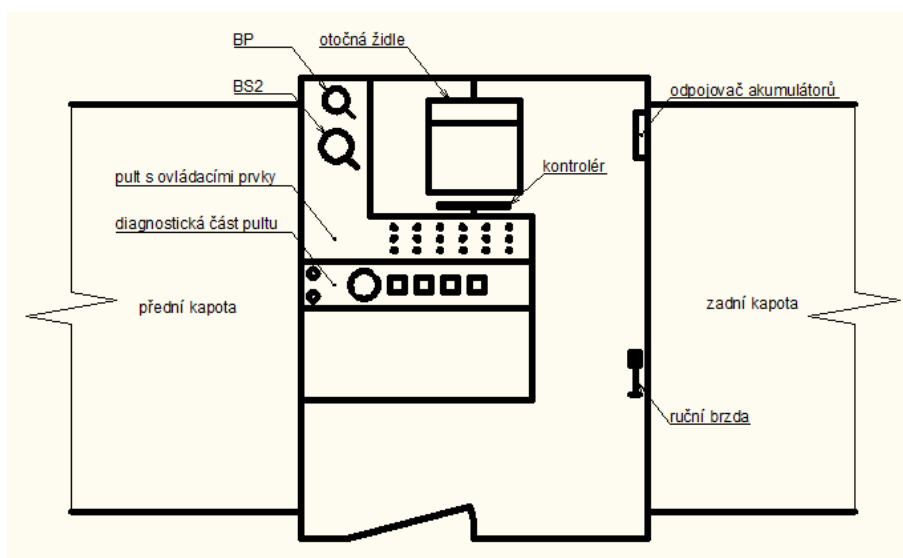 BP
otočná židle
BS2
odpojovač akumulátorů
kontrolér
pult s ovládacími prvky
diagnostická část pultu
přední kapota
zadní kapota
ruční brzda